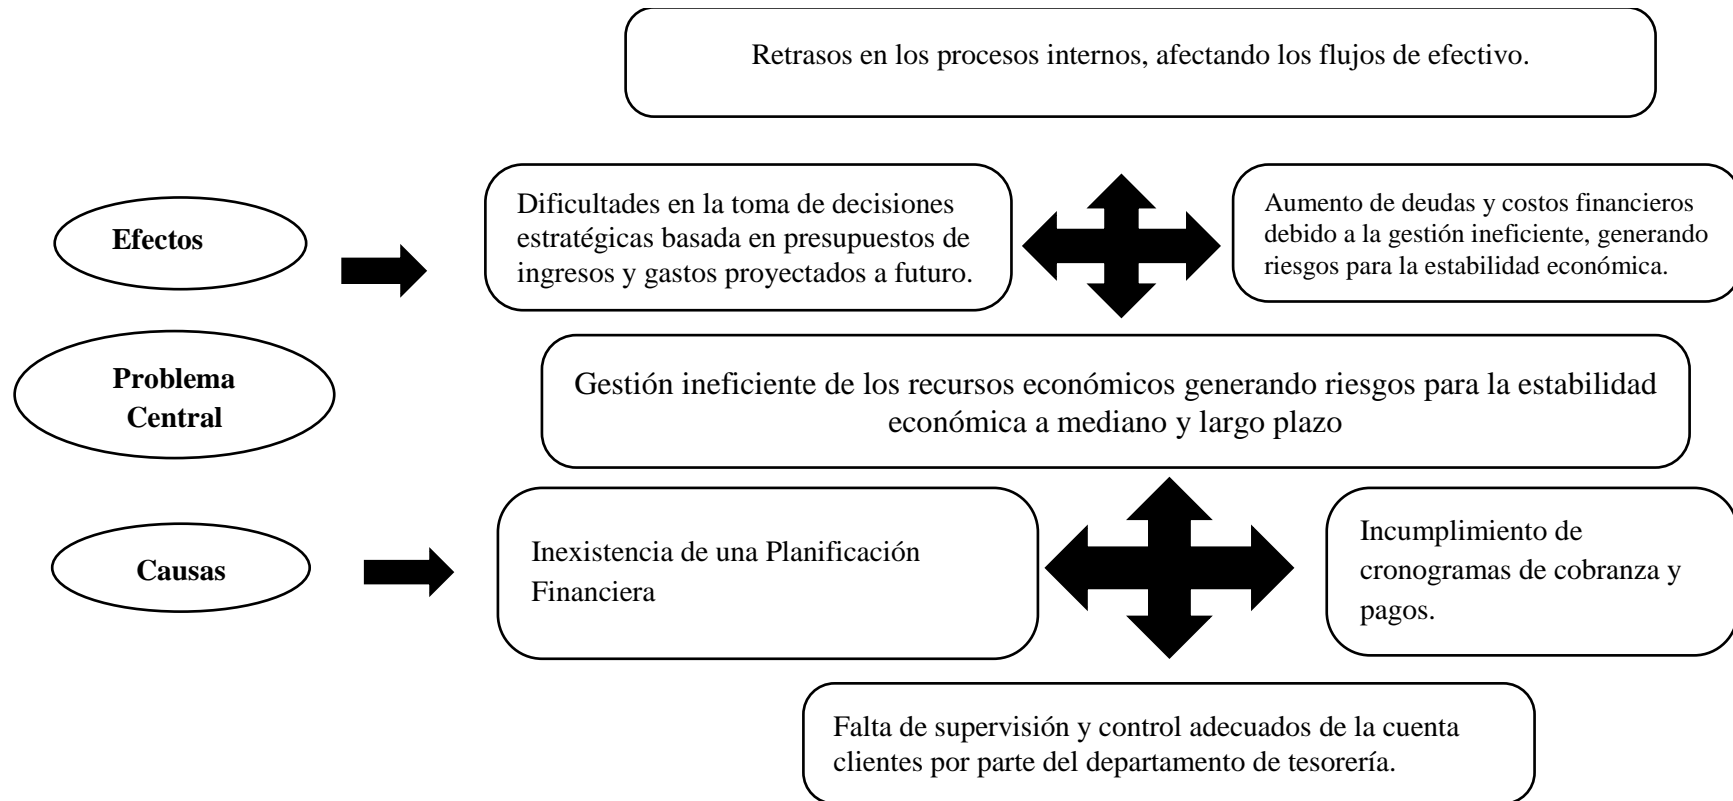 Retrasos en los procesos internos, afectando los flujos de efectivo.
Efectos
Dificultades en la toma de decisiones
estratégicas basada en presupuestos de
ingresos y gastos proyectados a futuro.
Aumento de deudas y costos financieros
debido a la gestión ineficiente, generando
riesgos para la estabilidad económica.
Problema
Central
Gestión ineficiente de los recursos económicos generando riesgos para la estabilidad
económica a mediano y largo plazo
Causas
Inexistencia de una Planificación
Financiera
Incumplimiento de
cronogramas de cobranza y
pagos.
Falta de supervisión y control adecuados de la cuenta
clientes por parte del departamento de tesorería.